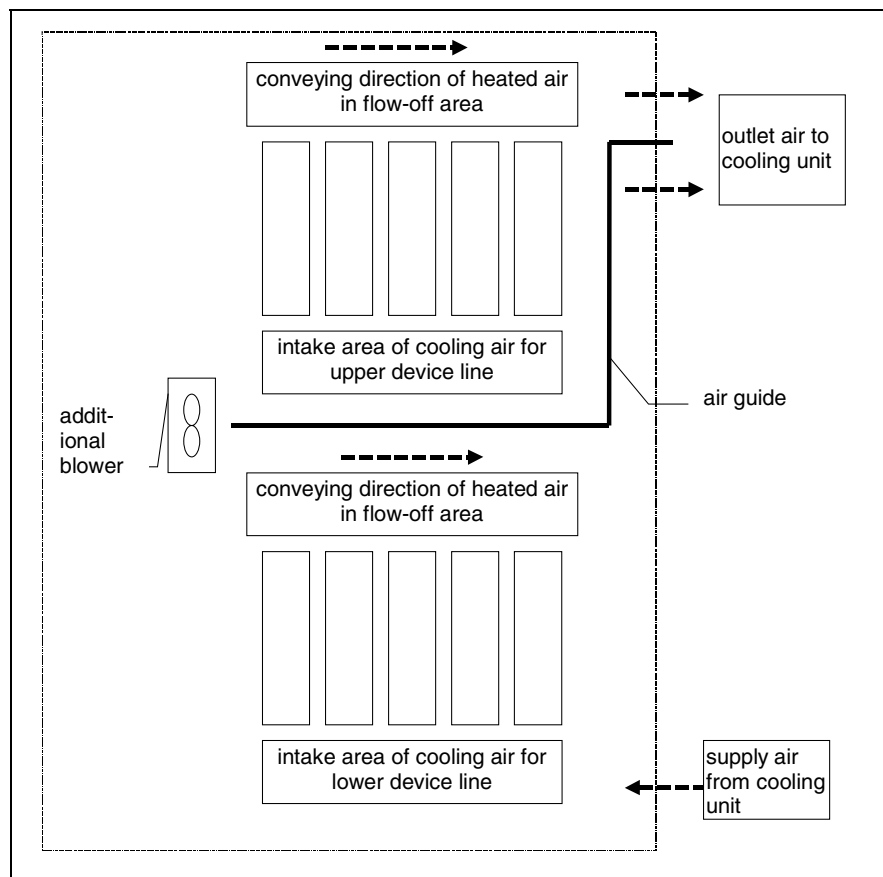 conveying direction of heated air
in flow-off area
outlet air to
cooling unit
intake area of cooling air for
upper device line
addit-
ional
blower
air guide
conveying direction of heated air
in flow-off area
intake area of cooling air for
lower device line
supply air
from cooling
unit